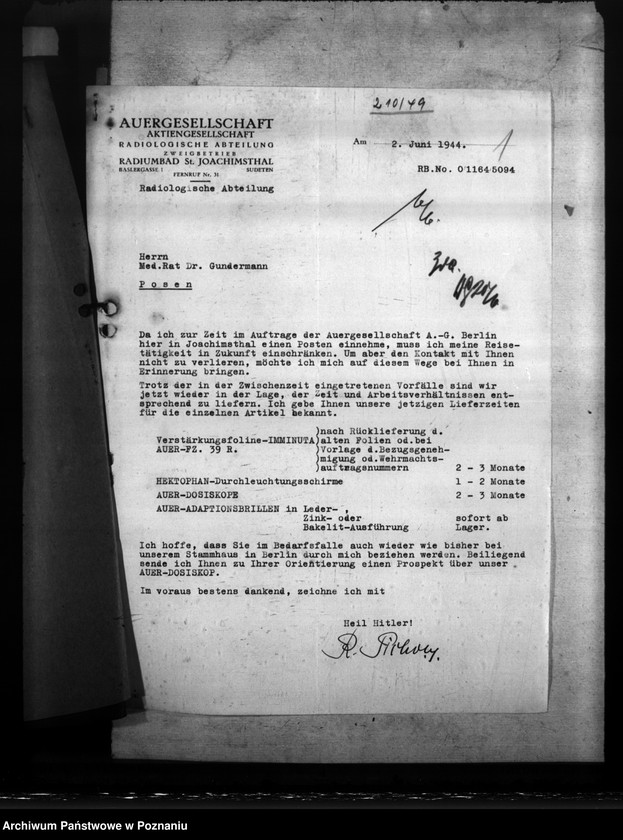 210/49
AUERGESELLSCHAFT
AKTIENGESELLSCHAFT
RADIOLOGISCHE ABTEILUNG
ZWEIGBETRIEB
RADIUMBAD St. JOACHIMSTHAL
BASLERGASSE 1 SUDETEN
FERNRUF Nr. 31
Radiologische Abteilung
Am 2. Juni 1944.
RB.No. 0/1164/5094
Herrn
Med.Rat Dr. Gundermann
Posen
Da ich zur Zeit im Auftrage der Auergesellschaft A.-G. Berlin
hier in Joachimsthal einen Posten einnehme, muss ich meine Reise-
tätigkeit in Zukunft einschränken. Um aber den Kontakt mit Ihnen
nicht zu verlieren, möchte ich mich auf diesem Wege bei Ihnen in
Erinnerung bringen.
Trotz der in der Zwischenzeit eingetretenen Vorfälle sind wir
jetzt wieder in der Lage, der Zeit und Arbeitsverhältnissen ent-
sprechend zu liefern. Ich gebe Ihnen unsere jetzigen Lieferzeiten
für die einzelnen Artikel bekannt.
)nach Rücklieferung d.
Verstärkungsfoline-IMMINUTA)alten Folien od.bei
AUER-FZ. 39 R. )Vorlage d.Bezugsgeneh-
)migung od.Wehrmachts-
)auftragsnummern 2 - 3 Monate
HEKTOPHAN-Durchleuchtungsschirme 1 - 2 Monate
AUER-DOSISKOPE 2 - 3 Monate
AUER-ADAPTIONSBRILLEN in Leder- ,
Zink- oder sofort ab
Bakelit-Ausführung Lager.
Ich hoffe, dass Sie im Bedarfsfalle auch wieder wie bisher bei
unserem Stammhaus in Berlin durch mich beziehen werden. Beiliegend
sende ich Ihnen zu Ihrer Orientierung einen Prospekt über unser
AUER-DOSISKOP.
Im voraus bestens dankend, zeichne ich mit
Heil Hitler!
Archiwum Państwowe w Poznaniu